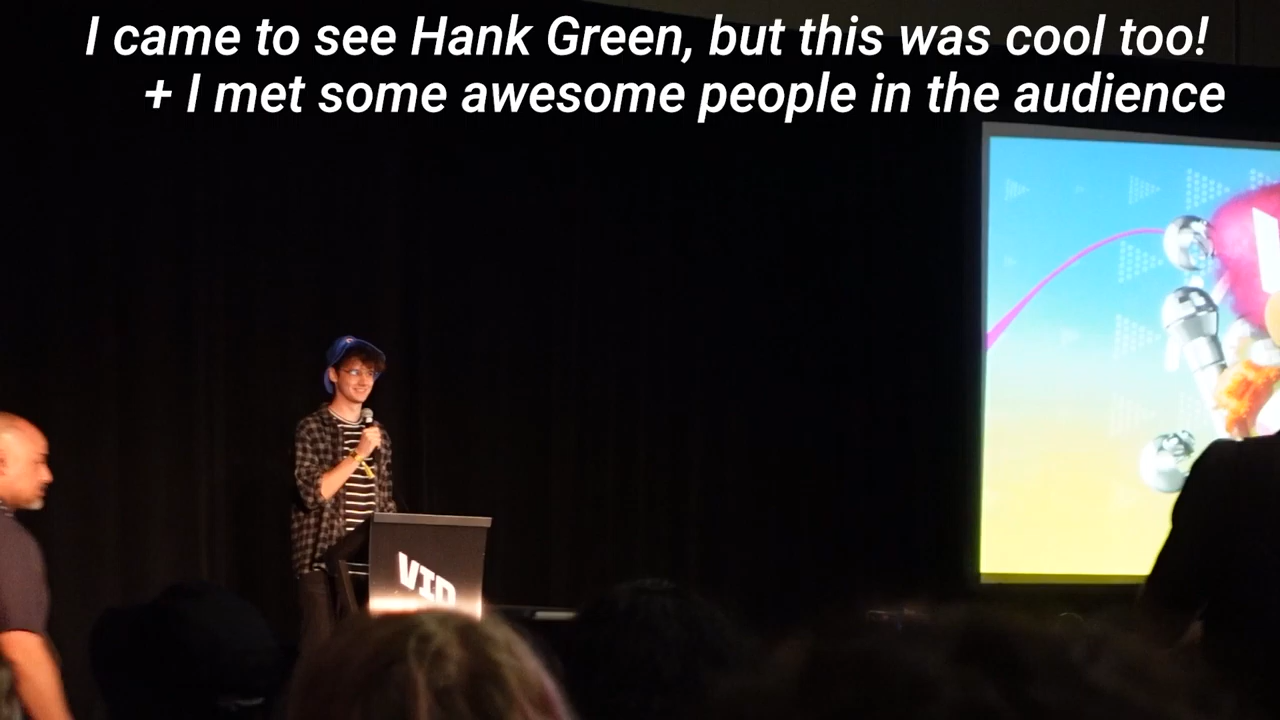 I came to see Hank Green, but this was cool too!
+ I met some awesome people in the audience
VID